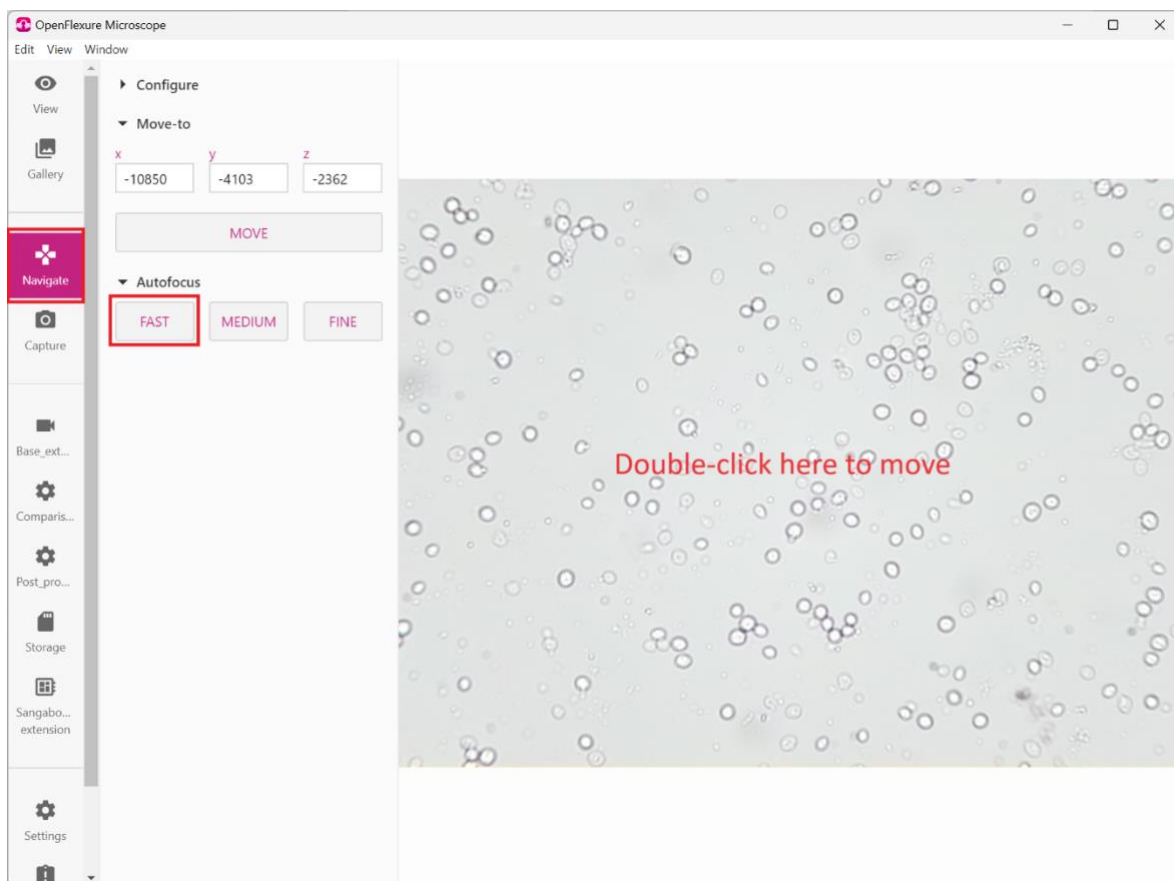 OpenFlexure Microscope
Edit View Window
View
Gallery
Navigate
Capture
Base_ext...
Comparis...
Post_pro...
Storage
Sangabo...
extension
Settings
Configure
Move-to
x y z
-10850 -4103 -2362
MOVE
Autofocus
FAST MEDIUM FINE
Double-click here to move